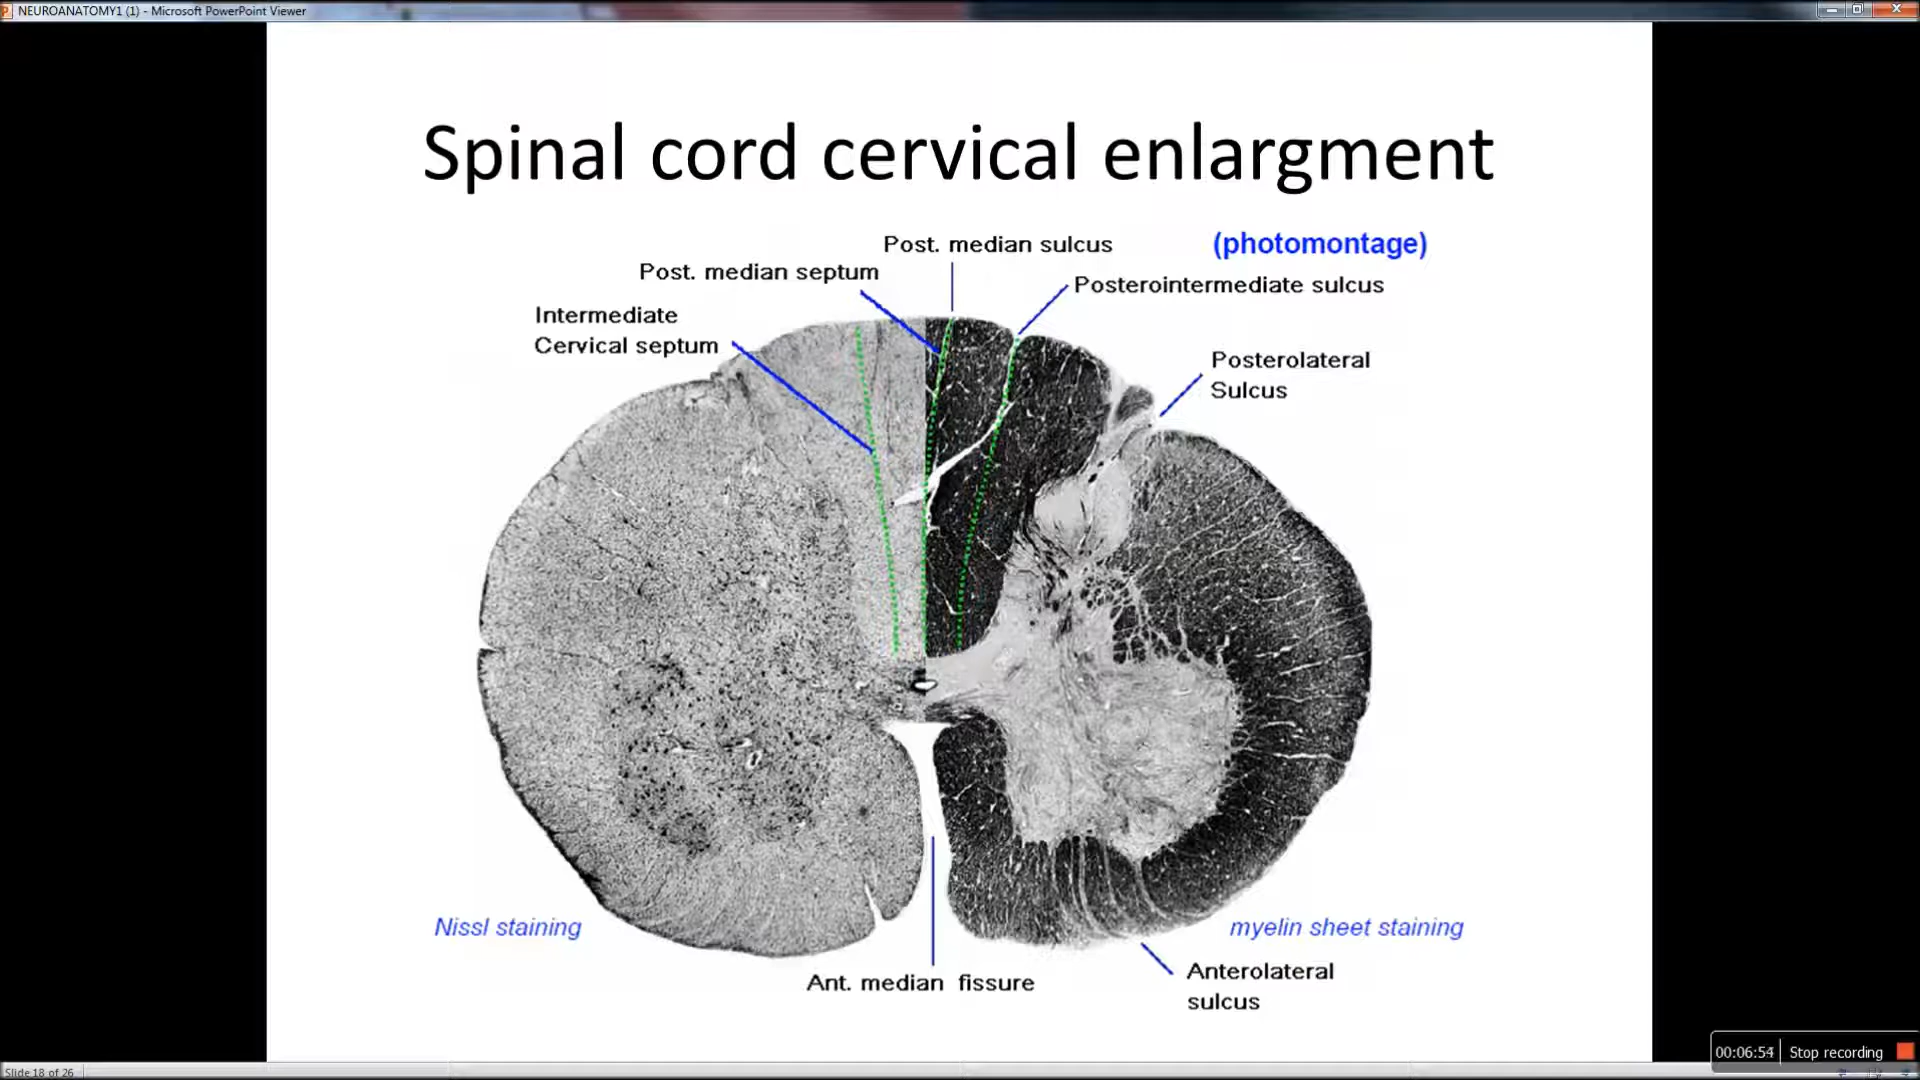 NEUROANATOMY1 (1) - Microsoft PowerPoint Viewer
Spinal cord cervical enlargment
Post. median sulcus
(photomontage)
Post. median septum
Posterointermediate sulcus
Intermediate
Cervical septum
Posterolateral
Sulcus
Nissl staining
myelin sheet staining
Ant. median fissure
Anterolateral
sulcus
00:06:54
Stop recording
Slide 18 of 26